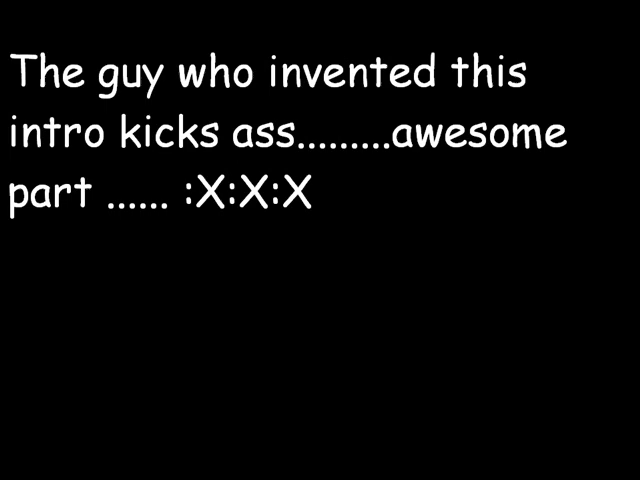 The guy who invented this
intro kicks ass.........awesome
part ...... :X:X:X